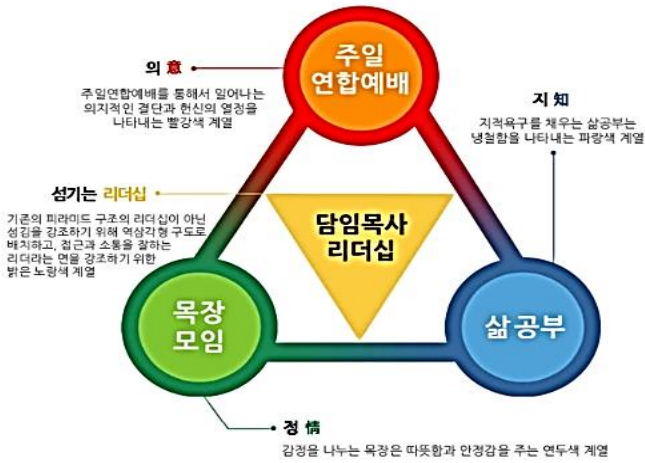 주일
연합예배
의 意
주일연합예배를 통해서 일어나는
의지적인 결단과 헌신의 열정을
나타내는 빨강색 계열
지 知
지적욕구를 채우는 삶공부는
냉철함을 나타내는 파랑색 계열
섬기는 리더십
기존의 피라미드 구조의 리더십이 아닌
섬김을 강조하기 위해 역삼각형 구도로
배치하고, 접근과 소통을 잘하는
리더라는 면을 강조하기 위한
밝은 노랑색 계열
담임목사
리더십
목장
모임
삶공부
정 情
감정을 나누는 목장은 따뜻함과 안정감을 주는 연두색 계열